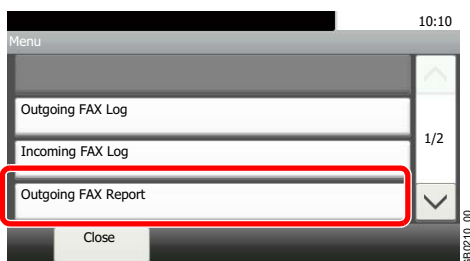 10:10
Menu
Outgoing FAX Log
1/2
Incoming FAX Log
Outgoing FAX Report
Close